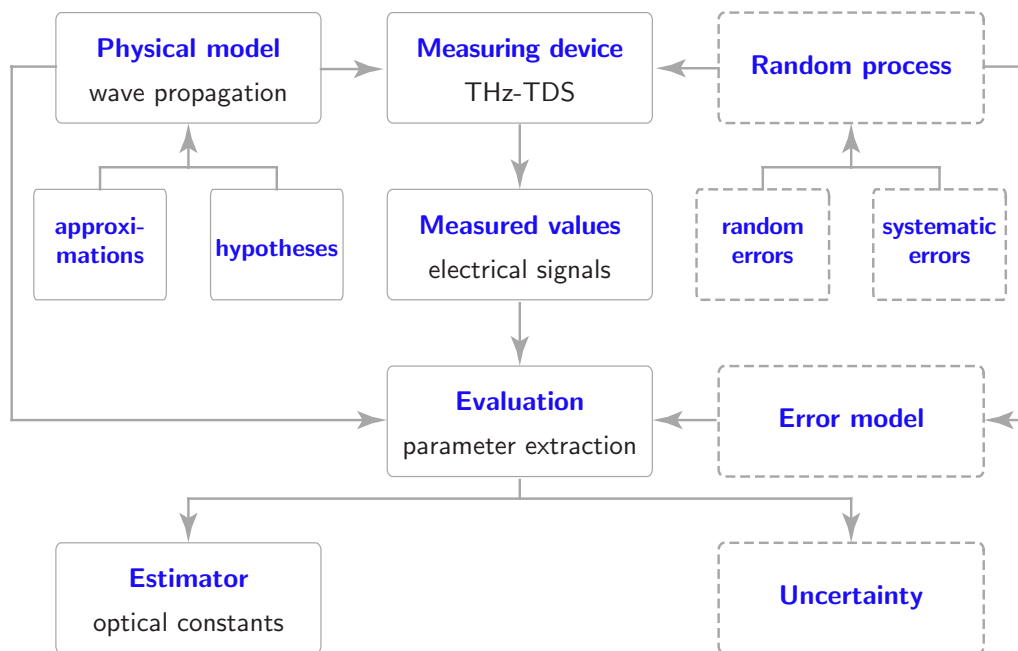 Physical model
wave propagation
Measuring device
THz-TDS
Random process
approxi-
mations
hypotheses
Measured values
electrical signals
random
errors
systematic
errors
Evaluation
parameter extraction
Error model
Estimator
optical constants
Uncertainty